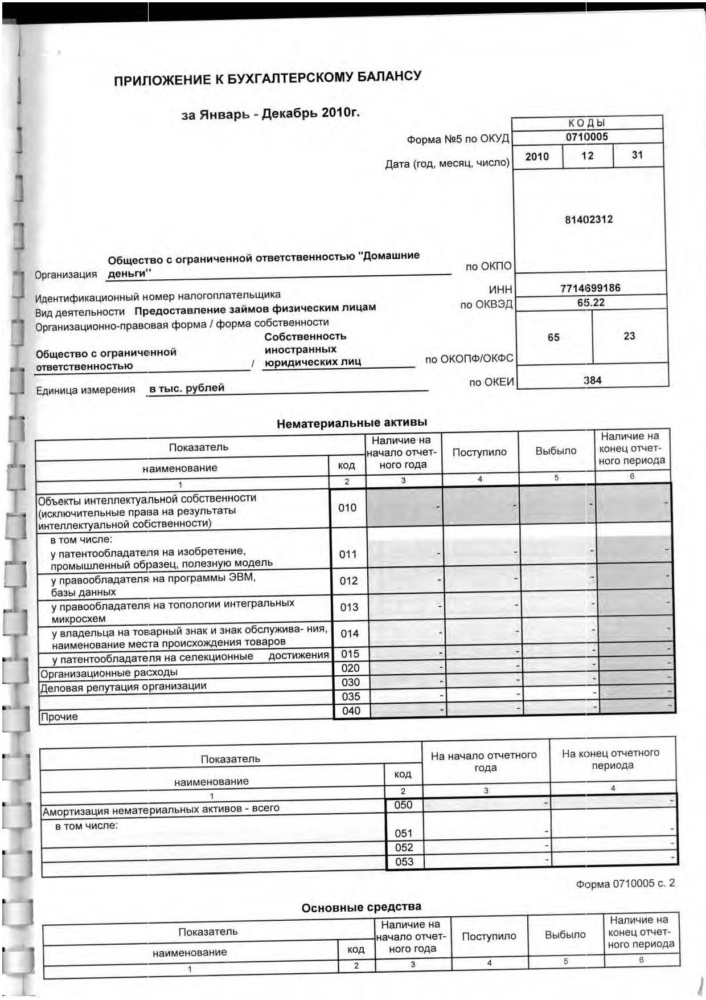 ПРИЛОЖЕНИЕ К БУХГАЛТЕРСКОМУ БАЛАНСУ
за Январь - Декабрь 2010г.
КОДЫ
Форма №5 по ОКУД 0710005
Дата (год, месяц, число) 2010 12 31
81402312
Организация Общество с ограниченной ответственностью "Домашние
деньги" по ОКПО
Идентификационный номер налогоплательщика ИНН 7714699186
Вид деятельности Предоставление займов физическим лицам по ОКВЭД 65.22
Организационно-правовая форма / форма собственности
Общество с ограниченной
ответственностью / Собственность
иностранных
юридических лиц по ОКОПФ/ОКФС 65 23
Единица измерения в тыс. рублей по ОКЕИ 384
Нематериальные активы
Показатель Наличие на
начало отчет-
ного года Поступило Выбыло Наличие на
конец отчет-
ного периода
наименование код
1 2 3 4 5 6
Объекты интеллектуальной собственности
(исключительные права на результаты
интеллектуальной собственности) 010 - - - -
в том числе:
у патентообладателя на изобретение,
промышленный образец, полезную модель 011 - - - -
у правообладателя на программы ЭВМ,
базы данных 012 - - - -
у правообладателя на топологии интегральных
микросхем 013 - - - -
у владельца на товарный знак и знак обслужива- ния,
наименование места происхождения товаров 014 - - - -
у патентообладателя на селекционные достижения 015 - - - -
Организационные расходы 020 - - - -
Деловая репутация организации 030 - - - -
035 - - - -
Прочие 040 - - - -
Показатель На начало отчетного
года На конец отчетного
периода
наименование код
1 2 3 4
Амортизация нематериальных активов - всего 050 - -
в том числе:
051 - -
052 - -
053 - -
Форма 0710005 с. 2
Основные средства
Показатель Наличие на
начало отчет-
ного года Поступило Выбыло Наличие на
конец отчет-
ного периода
наименование код
1 2 3 4 5 6